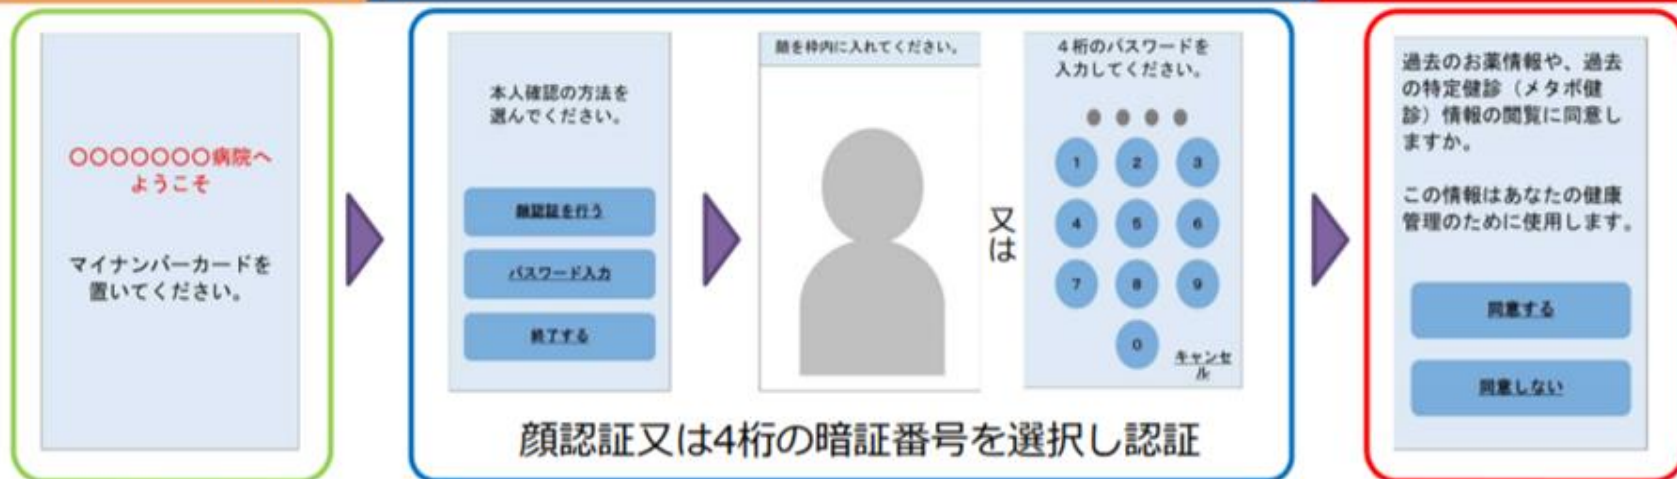 〇〇〇〇〇〇〇病院へ
ようこそ
マイナンバーカードを
置いてください。
本人確認の方法を
選んでください。
顔認証を行う
パスワード入力
終了する
顔を枠内に入れてください。
又は
4桁のパスワードを
入力してください。
1
2
3
4
5
6
7
8
9
0
キャンセ
ル
顔認証又は4桁の暗証番号を選択し認証
過去のお薬情報や、過去
の特定健診（メタボ健
診）情報の閲覧に同意し
ますか。
この情報はあなたの健康
管理のために使用します。
同意する
同意しない